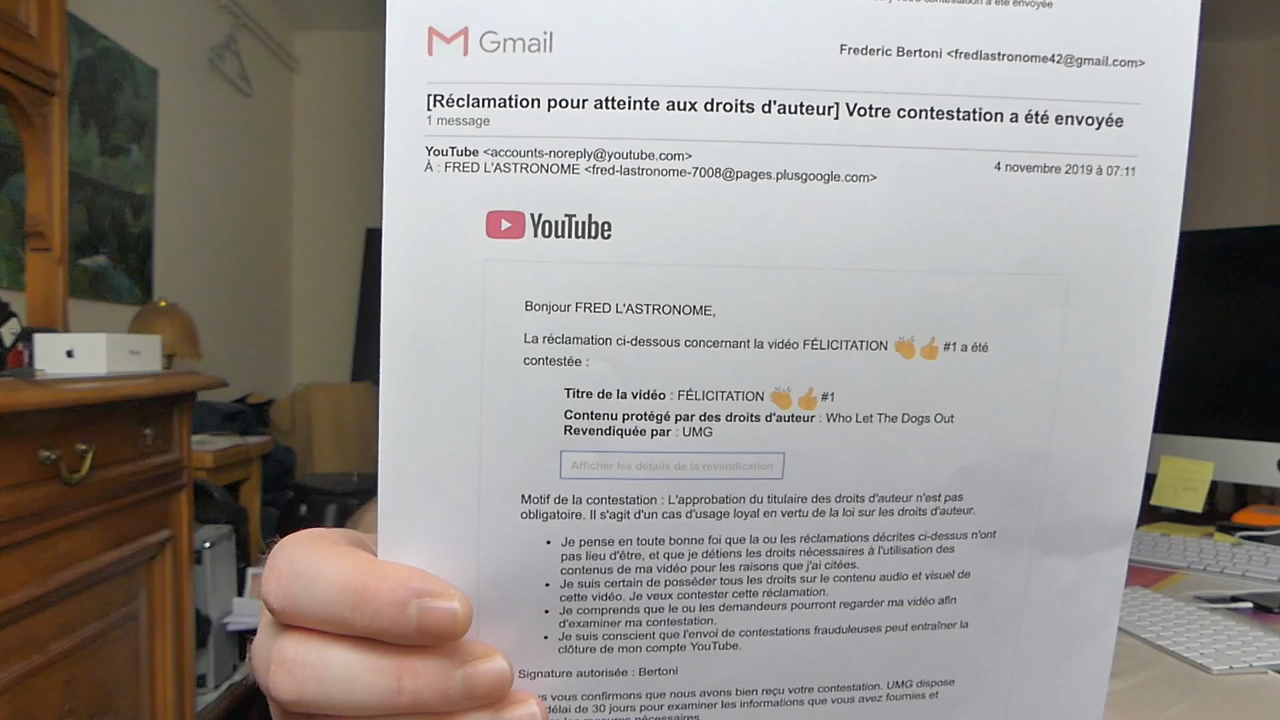 a été envoyée
Gmail
Frederic Bertoni <fredlastronome42@gmail.com>
[Réclamation pour atteinte aux droits d'auteur] Votre contestation a été envoyée
1 message
YouTube <accounts-noreply@youtube.com>
4 novembre 2019 à 07:11
À : FRED L'ASTRONOME <fred-lastronome-7008@pages.plusgoogle.com>
YouTube
Bonjour FRED L'ASTRONOME,
La réclamation ci-dessous concernant la vidéo FÉLICITATION 👏👍 #1 a été
contestée :
Titre de la vidéo : FÉLICITATION 👏👍 #1
Contenu protégé par des droits d'auteur : Who Let The Dogs Out
Revendiquée par : UMG
Afficher les détails de la revendication
Motif de la contestation : L'approbation du titulaire des droits d'auteur n'est pas
obligatoire. Il s'agit d'un cas d'usage loyal en vertu de la loi sur les droits d'auteur.
• Je pense en toute bonne foi que la ou les réclamations décrites ci-dessus n'ont
pas lieu d'être, et que je détiens les droits nécessaires à l'utilisation des
contenus de ma vidéo pour les raisons que j'ai citées.
• Je suis certain de posséder tous les droits sur le contenu audio et visuel de
cette vidéo. Je veux contester cette réclamation.
• Je comprends que le ou les demandeurs pourront regarder ma vidéo afin
d'examiner ma contestation.
• Je suis conscient que l'envoi de contestations frauduleuses peut entraîner la
clôture de mon compte YouTube.
Signature autorisée : Bertoni
vous confirmons que nous avons bien reçu votre contestation. UMG dispose
délai de 30 jours pour examiner les informations que vous avez fournies et